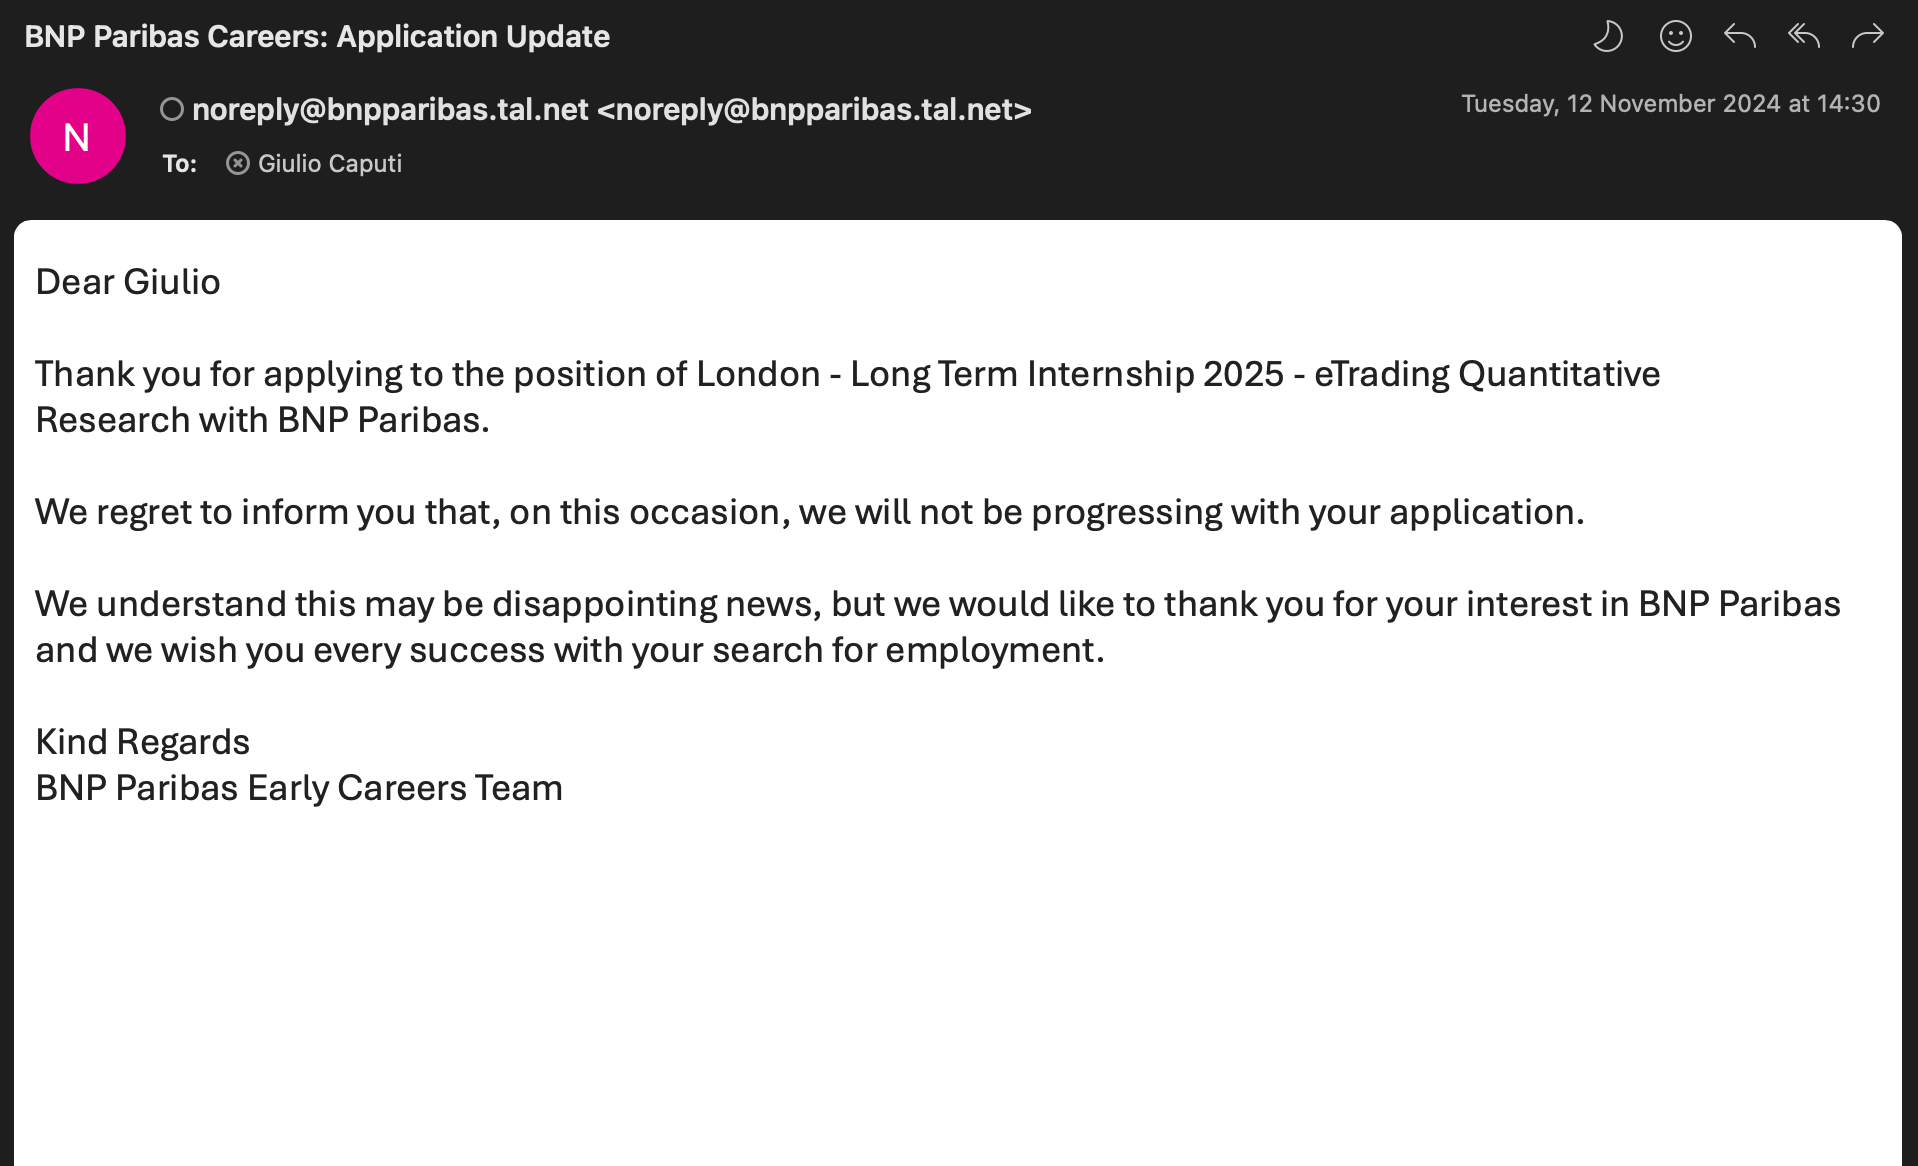 BNP Paribas Careers: Application Update
N
noreply@bnpparibas.tal.net <noreply@bnpparibas.tal.net>
Tuesday, 12 November 2024 at 14:30
To: Giulio Caputi
Dear Giulio
Thank you for applying to the position of London - Long Term Internship 2025 - eTrading Quantitative
Research with BNP Paribas.
We regret to inform you that, on this occasion, we will not be progressing with your application.
We understand this may be disappointing news, but we would like to thank you for your interest in BNP Paribas
and we wish you every success with your search for employment.
Kind Regards
BNP Paribas Early Careers Team